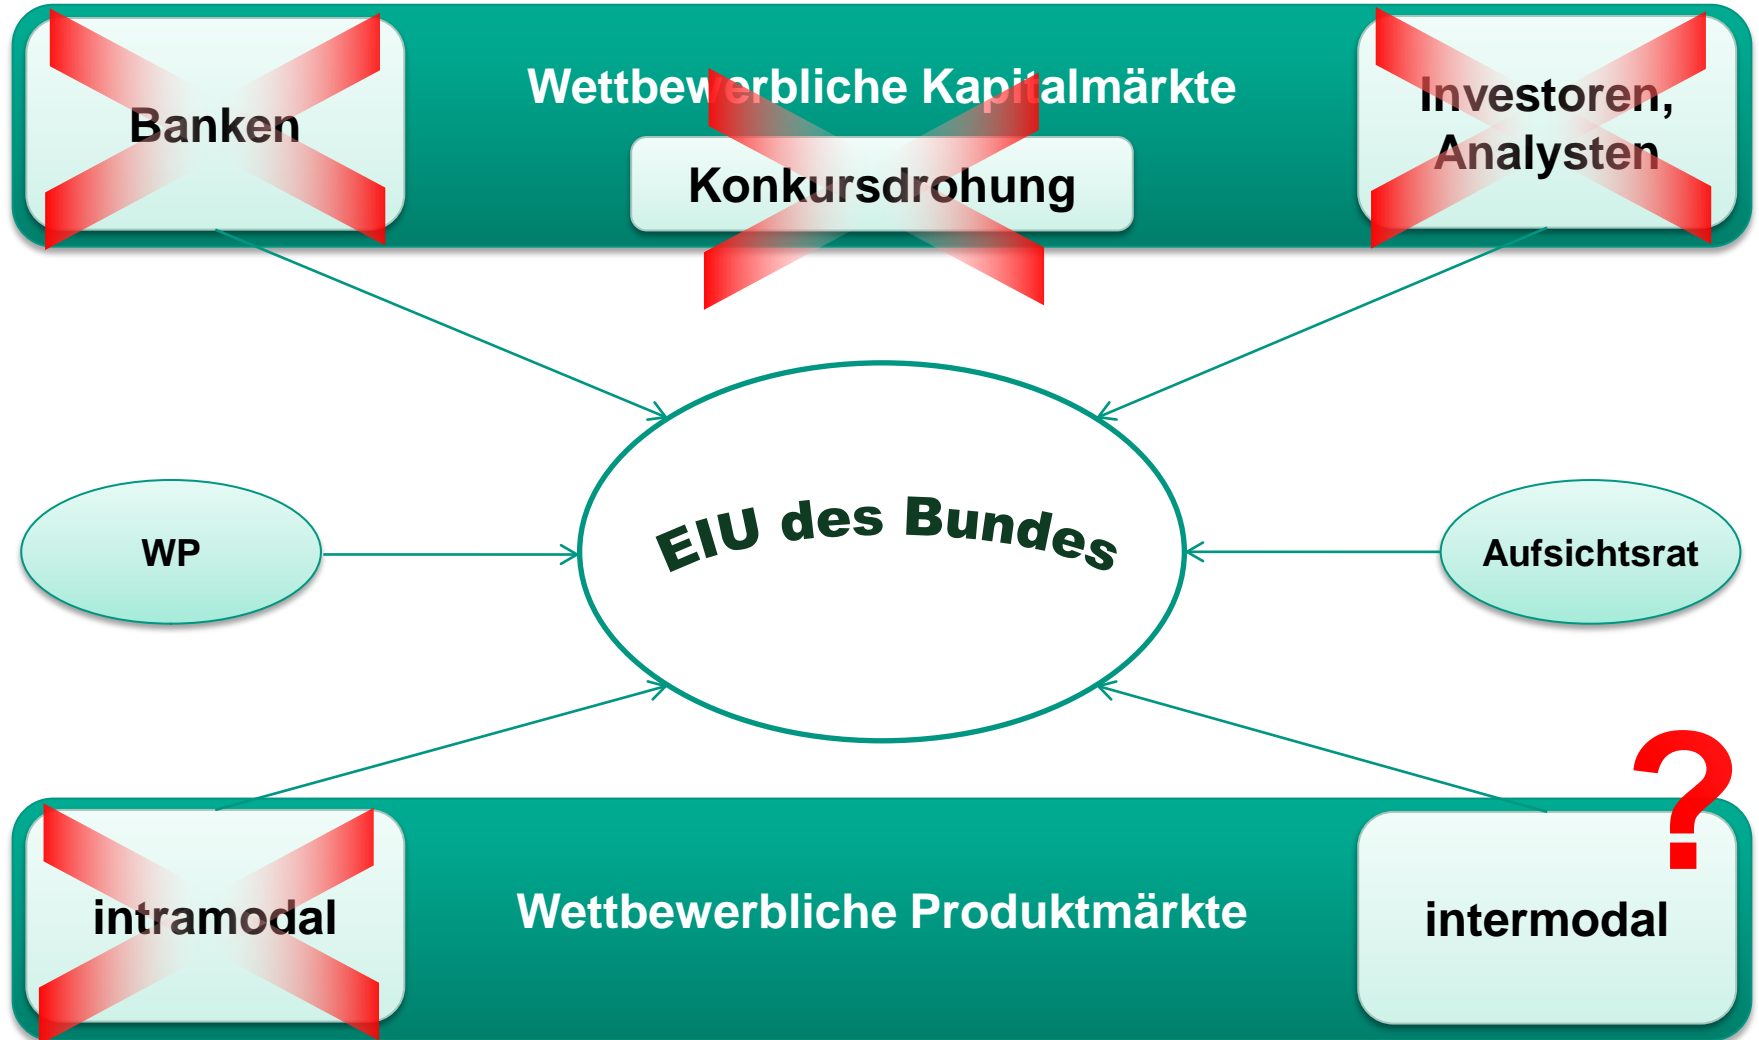 Wettbewerbliche Kapitalmärkte
Banken
Konkursdrohung
Investoren,
Analysten
EIU des Bundes
WP
Aufsichtsrat
?
intramodal
Wettbewerbliche Produktmärkte
intermodal